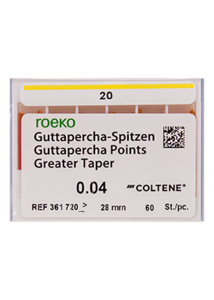 20
roeko
Guttapercha-Spitzen
Guttapercha Points
Greater Taper
0.04 COLTENE®
REF 361 720 > 28 mm 60 St./pc.